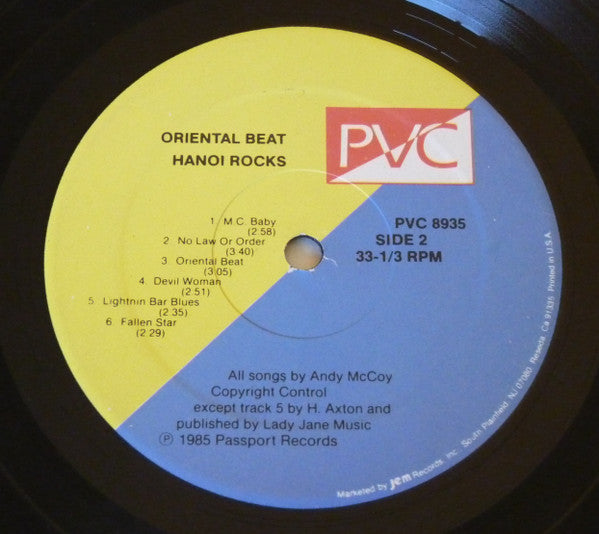 ORIENTAL BEAT
HANOI ROCKS
PVC
1. M.C. Baby
(2.58)
2. No Law Or Order
(3.40)
3. Oriental Beat
(3.05)
4. Devil Woman
(2.51)
5. Lightnin Bar Blues
(2.35)
6. Fallen Star
(2.29)
PVC 8935
SIDE 2
33-1/3 RPM
All songs by Andy McCoy
Copyright Control
except track 5 by H. Axton and
published by Lady Jane Music
Ⓟ 1985 Passport Records
Marketed by jem Records, Inc., South Plainfield, NJ 07080, Reseda, Ca 91335, Printed in U.S.A.